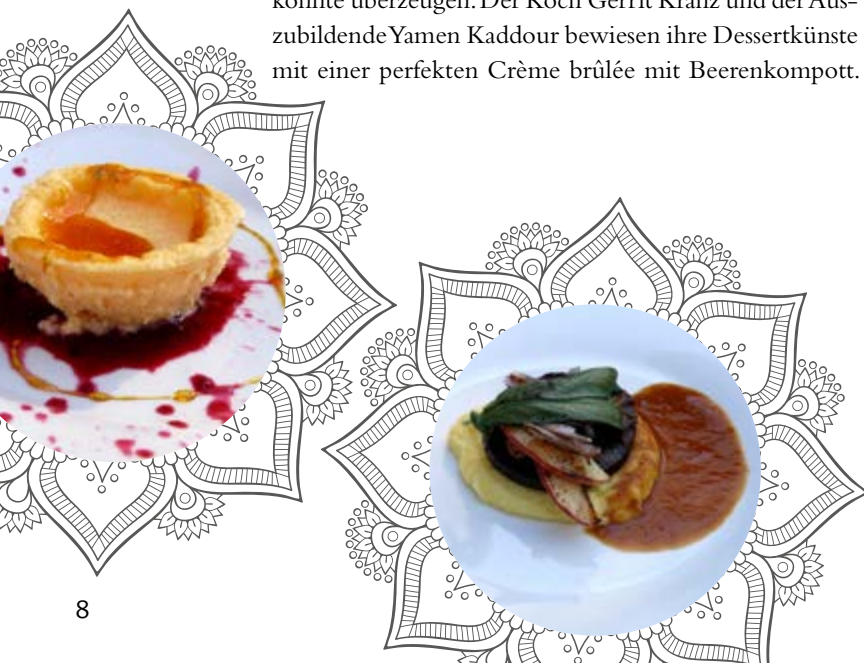 konnte überzeugen. Der Koch Gerrit Kranz und der Aus-
zubildende Yamen Kaddour bewiesen ihre Dessertkünste
mit einer perfekten Crème brûlée mit Beerenkompott.
8